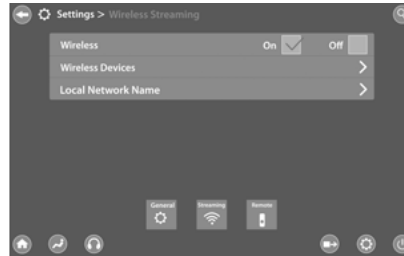 Settings > Wireless Streaming
Wireless On Off
Wireless Devices
Local Network Name
General Streaming Remote